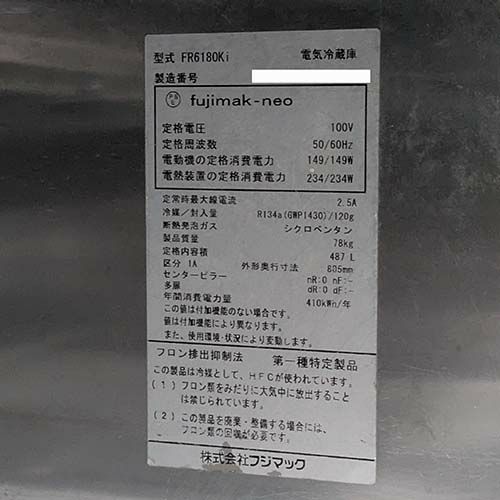 型式 FR6180Ki 電気冷蔵庫
製造番号
PSE fujimak-neo
定格電圧 100V
定格周波数 50/60Hz
電動機の定格消費電力 149/149W
電熱装置の定格消費電力 234/234W
定常時最大線電流 2.5A
冷媒／封入量 R134a(GWP1430)/120g
断熱発泡ガス シクロペンタン
製品質量 78kg
定格内容積 487 L
区分 1A 外形奥行寸法 805mm
センターピラー nR:0 nF:-
多扉 dR:0 dF:-
年間消費電力量 410kWh/年
この値は付加機能のない場合です。
値は付加機能により異なります。
また、使用環境・状況により変動します。
フロン排出抑制法 第一種特定製品
この製品は冷媒として、HFCが使われています。
(1) フロン類をみだりに大気中に放出すること
は禁じられています。
(2) この製品を廃棄・整備する場合には、
フロン類の回収が必要です。
株式会社フジマック